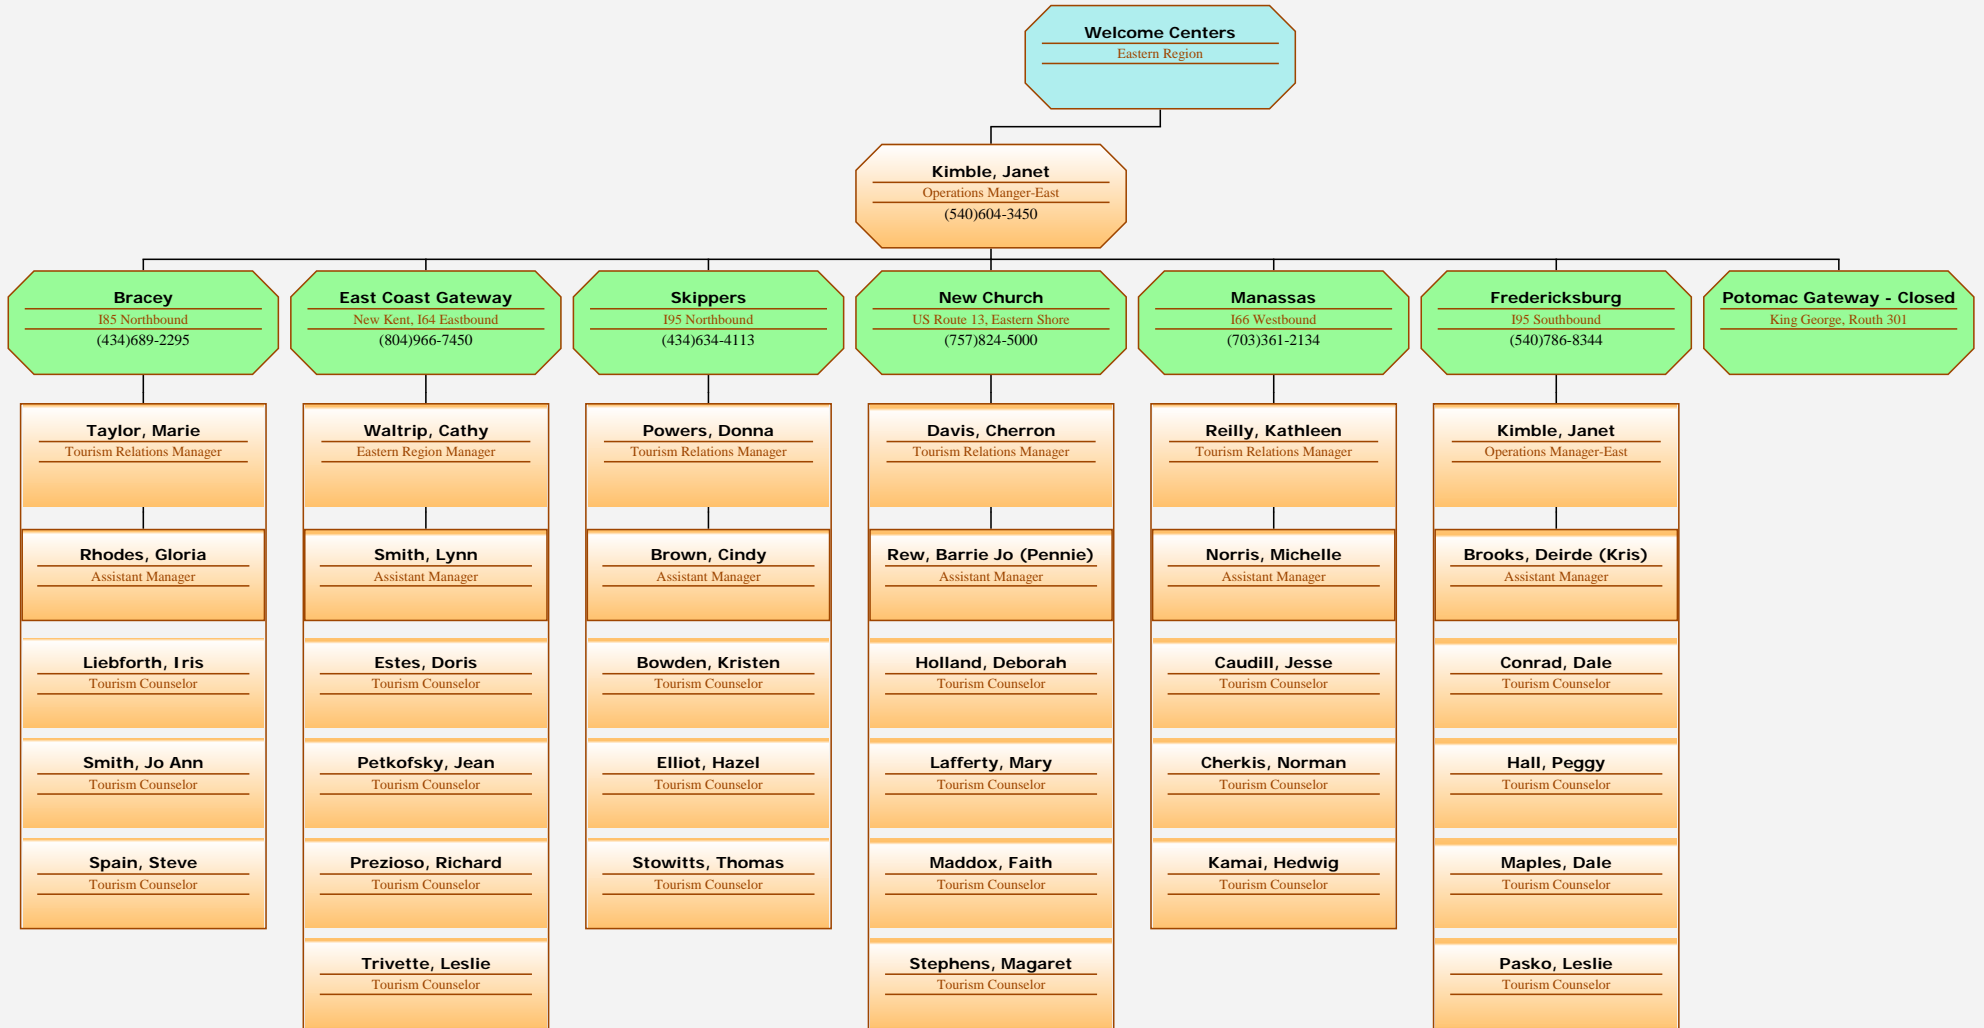 Welcome Centers
Eastern Region
Kimble, Janet
Operations Manger-East
(540)604-3450
Bracey
I85 Northbound
(434)689-2295
East Coast Gateway
New Kent, I64 Eastbound
(804)966-7450
Skippers
I95 Northbound
(434)634-4113
New Church
US Route 13, Eastern Shore
(757)824-5000
Manassas
I66 Westbound
(703)361-2134
Fredericksburg
I95 Southbound
(540)786-8344
Potomac Gateway - Closed
King George, Routh 301
Taylor, Marie
Tourism Relations Manager
Rhodes, Gloria
Assistant Manager
Liebforth, Iris
Tourism Counselor
Smith, Jo Ann
Tourism Counselor
Spain, Steve
Tourism Counselor
Waltrip, Cathy
Eastern Region Manager
Smith, Lynn
Assistant Manager
Estes, Doris
Tourism Counselor
Petkofsky, Jean
Tourism Counselor
Prezioso, Richard
Tourism Counselor
Trivette, Leslie
Tourism Counselor
Powers, Donna
Tourism Relations Manager
Brown, Cindy
Assistant Manager
Bowden, Kristen
Tourism Counselor
Elliot, Hazel
Tourism Counselor
Stowitts, Thomas
Tourism Counselor
Davis, Cherron
Tourism Relations Manager
Rew, Barrie Jo (Pennie)
Assistant Manager
Holland, Deborah
Tourism Counselor
Lafferty, Mary
Tourism Counselor
Maddox, Faith
Tourism Counselor
Stephens, Magaret
Tourism Counselor
Reilly, Kathleen
Tourism Relations Manager
Norris, Michelle
Assistant Manager
Caudill, Jesse
Tourism Counselor
Cherkis, Norman
Tourism Counselor
Kamai, Hedwig
Tourism Counselor
Kimble, Janet
Operations Manager-East
Brooks, Deirde (Kris)
Assistant Manager
Conrad, Dale
Tourism Counselor
Hall, Peggy
Tourism Counselor
Maples, Dale
Tourism Counselor
Pasko, Leslie
Tourism Counselor